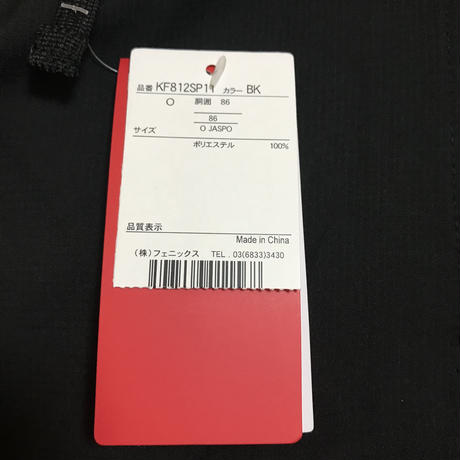 品番 KF812SP11 カラー BK
O 胴囲 86
86
サイズ O JASPO
ポリエステル 100%
品質表示
Made in China
(株)フェニックス TEL. 03(6833)3430